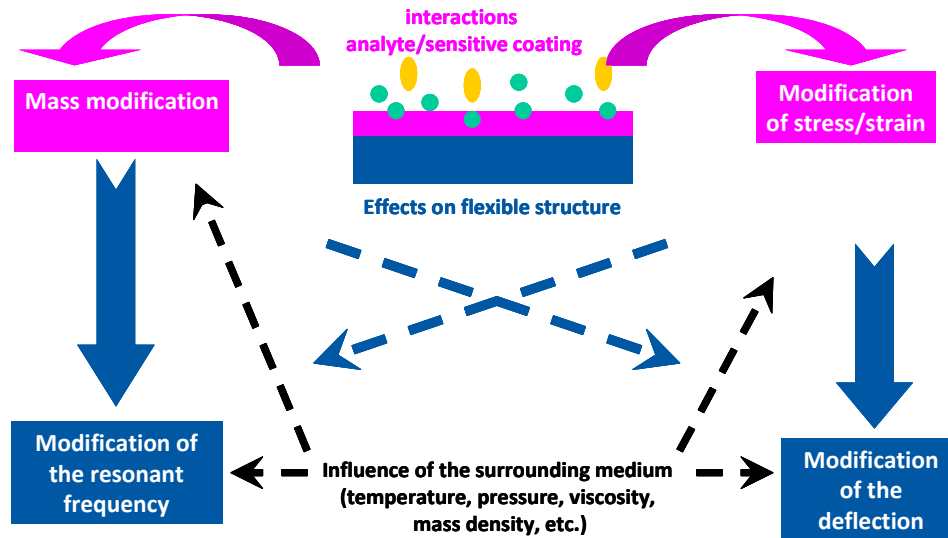 interactions
analyte/sensitive coating
Mass modification
Modification
of stress/strain
Effects on flexible structure
Modification of
the resonant
frequency
Influence of the surrounding medium
(temperature, pressure, viscosity,
mass density, etc.)
Modification
of the
deflection